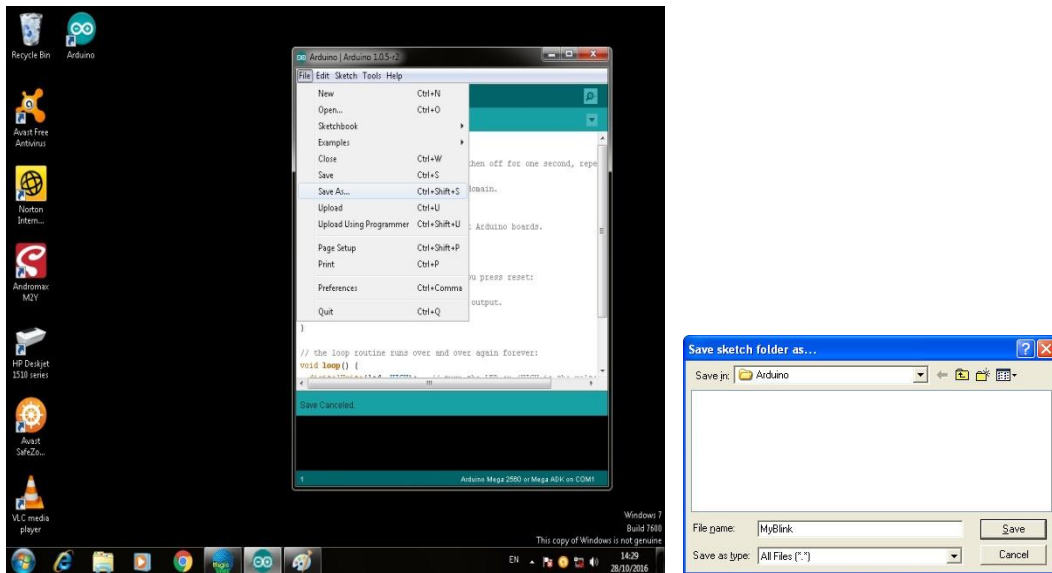 Recycle Bin
Arduino
Avast Free
Antivirus
Norton
Intern...
Andromax
M2Y
HP Deskjet
1510 series
Avast
SafeZo...
VLC media
player
Arduino | Arduino 1.0.5-r2
File Edit Sketch Tools Help
New Ctrl+N
Open... Ctrl+O
Sketchbook
Examples
Close Ctrl+W
Save Ctrl+S
Save As... Ctrl+Shift+S
Upload Ctrl+U
Upload Using Programmer Ctrl+Shift+U
Page Setup Ctrl+Shift+P
Print Ctrl+P
Preferences Ctrl+Comma
Quit Ctrl+Q
then off for one second, repe
domain.
Arduino boards.
ou press reset:
output.
}
// the loop routine runs over and over again forever:
void loop() {
Save Canceled.
1 Arduino Mega 2560 or Mega ADK on COM1
Windows 7
Build 7600
This copy of Windows is not genuine
EN
14:29
28/10/2016
Save sketch folder as...
Save in: Arduino
File name: MyBlink Save
Save as type: All Files (*.*) Cancel